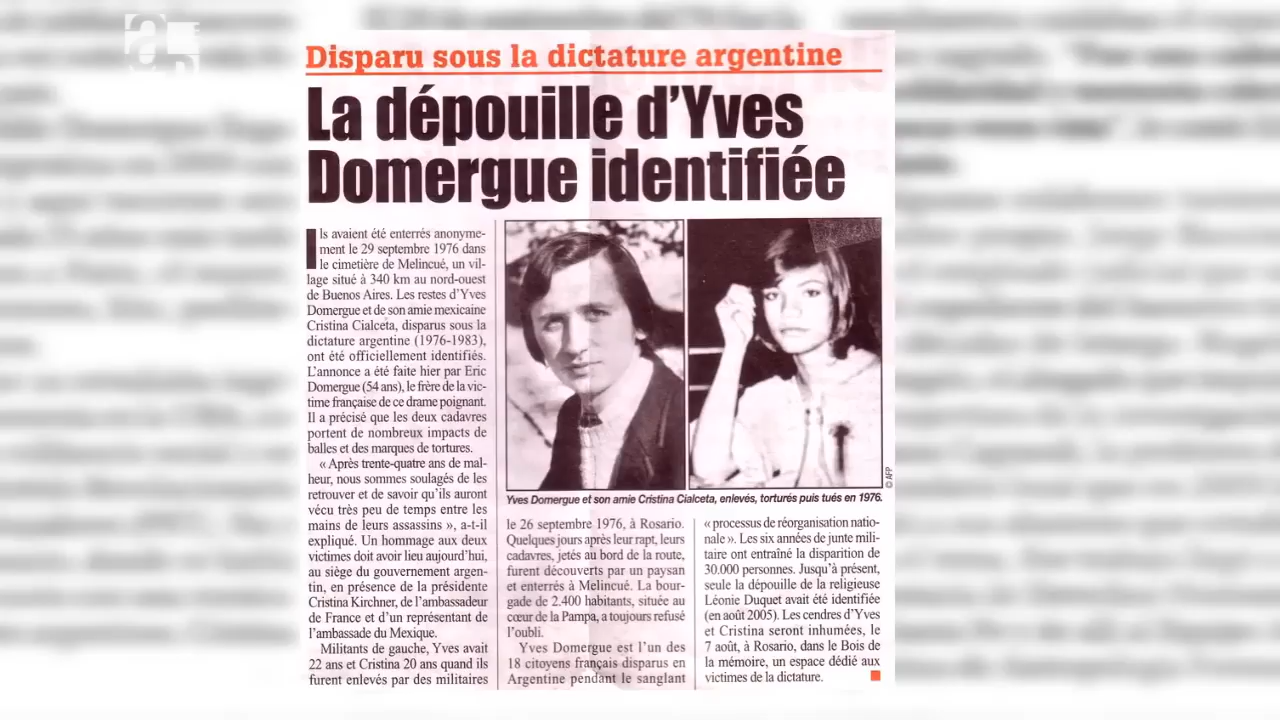 Disparu sous la dictature argentine
La dépouille d'Yves
Domergue identifiée
Ils avaient été enterrés anonyme-
ment le 29 septembre 1976 dans
le cimetière de Melincué, un vil-
lage situé à 340 km au nord-ouest
de Buenos Aires. Les restes d'Yves
Domergue et de son amie mexicaine
Cristina Cialceta, disparus sous la
dictature argentine (1976-1983),
ont été officiellement identifiés.
L'annonce a été faite hier par Eric
Domergue (54 ans), le frère de la vic-
time française de ce drame poignant.
Il a précisé que les deux cadavres
portent de nombreux impacts de
balles et des marques de tortures.
« Après trente-quatre ans de mal-
heur, nous sommes soulagés de les
retrouver et de savoir qu'ils auront
vécu très peu de temps entre les
mains de leurs assassins », a-t-il
expliqué. Un hommage aux deux
victimes doit avoir lieu aujourd'hui,
au siège du gouvernement argen-
tin, en présence de la présidente
Cristina Kirchner, de l'ambassadeur
de France et d'un représentant de
l'ambassade du Mexique.
Militants de gauche, Yves avait
22 ans et Cristina 20 ans quand ils
furent enlevés par des militaires
© AFP
Yves Domergue et son amie Cristina Cialceta, enlevés, torturés puis tués en 1976.
le 26 septembre 1976, à Rosario.
Quelques jours après leur rapt, leurs
cadavres, jetés au bord de la route,
furent découverts par un paysan
et enterrés à Melincué. La bour-
gade de 2.400 habitants, située au
cœur de la Pampa, a toujours refusé
l'oubli.
Yves Domergue est l'un des
18 citoyens français disparus en
Argentine pendant le sanglant
« processus de réorganisation natio-
nale ». Les six années de junte mili-
taire ont entraîné la disparition de
30.000 personnes. Jusqu'à présent,
seule la dépouille de la religieuse
Léonie Duquet avait été identifiée
(en août 2005). Les cendres d'Yves
et Cristina seront inhumées, le
7 août, à Rosario, dans le Bois de
la mémoire, un espace dédié aux
victimes de la dictature.